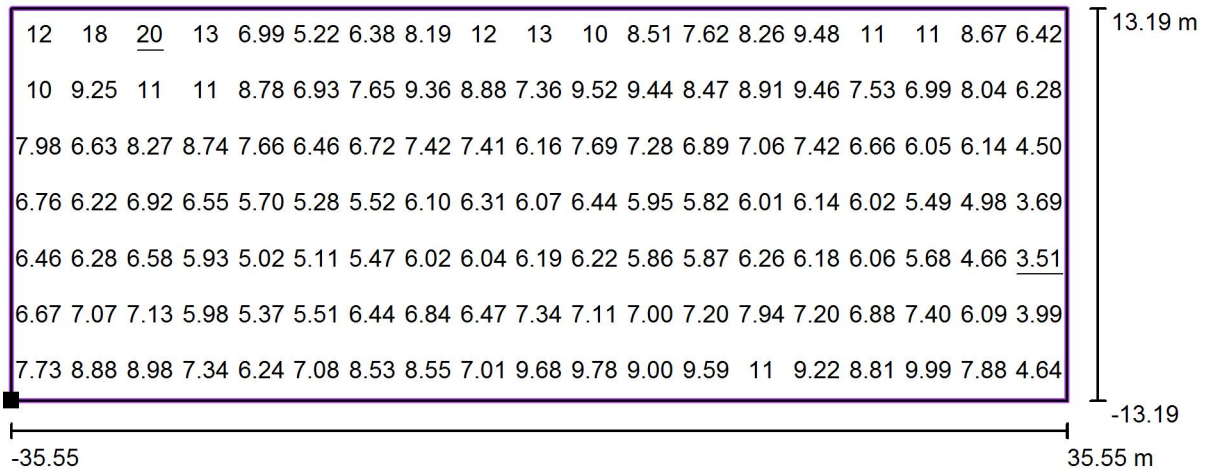 12 18 20 13 6.99 5.22 6.38 8.19 12 13 10 8.51 7.62 8.26 9.48 11 11 8.67 6.42
13.19 m
10 9.25 11 11 8.78 6.93 7.65 9.36 8.88 7.36 9.52 9.44 8.47 8.91 9.46 7.53 6.99 8.04 6.28
7.98 6.63 8.27 8.74 7.66 6.46 6.72 7.42 7.41 6.16 7.69 7.28 6.89 7.06 7.42 6.66 6.05 6.14 4.50
6.76 6.22 6.92 6.55 5.70 5.28 5.52 6.10 6.31 6.07 6.44 5.95 5.82 6.01 6.14 6.02 5.49 4.98 3.69
6.46 6.28 6.58 5.93 5.02 5.11 5.47 6.02 6.04 6.19 6.22 5.86 5.87 6.26 6.18 6.06 5.68 4.66 3.51
6.67 7.07 7.13 5.98 5.37 5.51 6.44 6.84 6.47 7.34 7.11 7.00 7.20 7.94 7.20 6.88 7.40 6.09 3.99
7.73 8.88 8.98 7.34 6.24 7.08 8.53 8.55 7.01 9.68 9.78 9.00 9.59 11 9.22 8.81 9.99 7.88 4.64
-13.19
-35.55
35.55 m